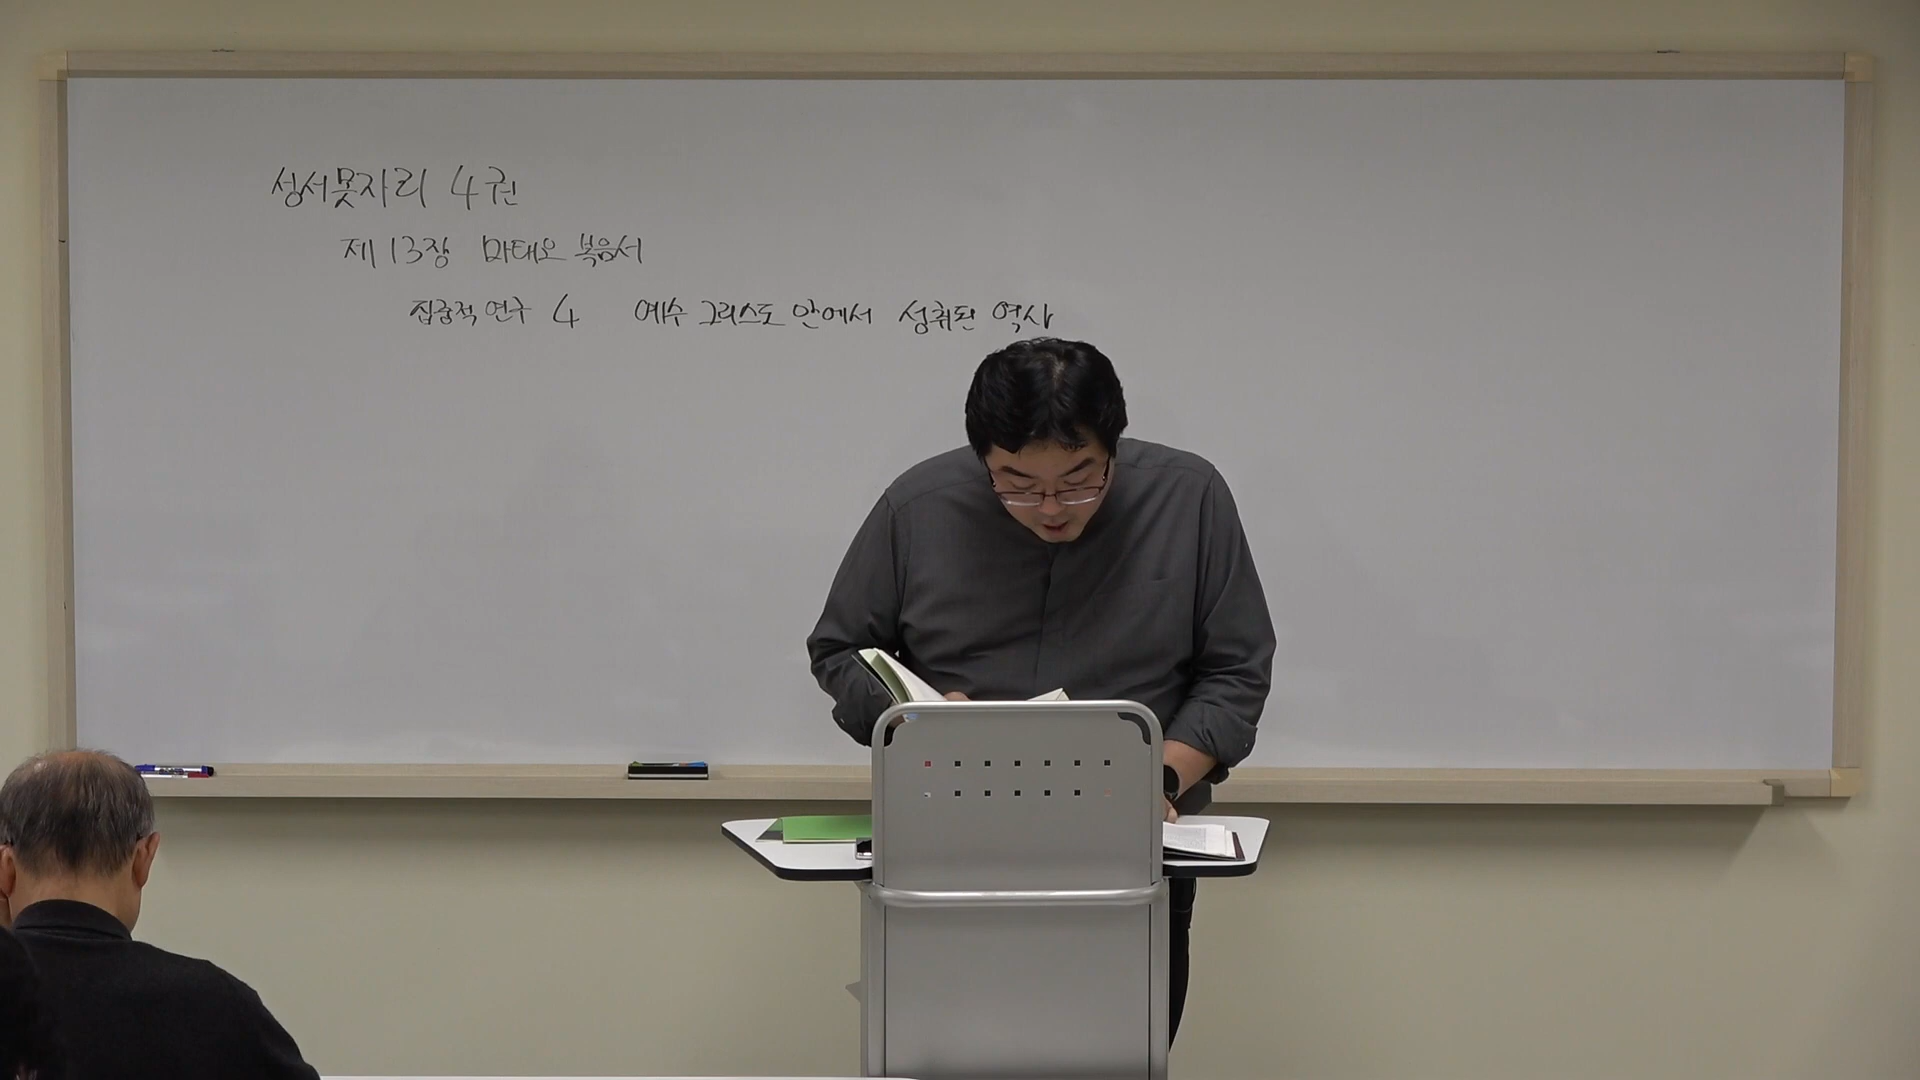 성서못자리 4권
제13장 마태오 복음서
집중적 연구 4 예수 그리스도 안에서 성취된 역사